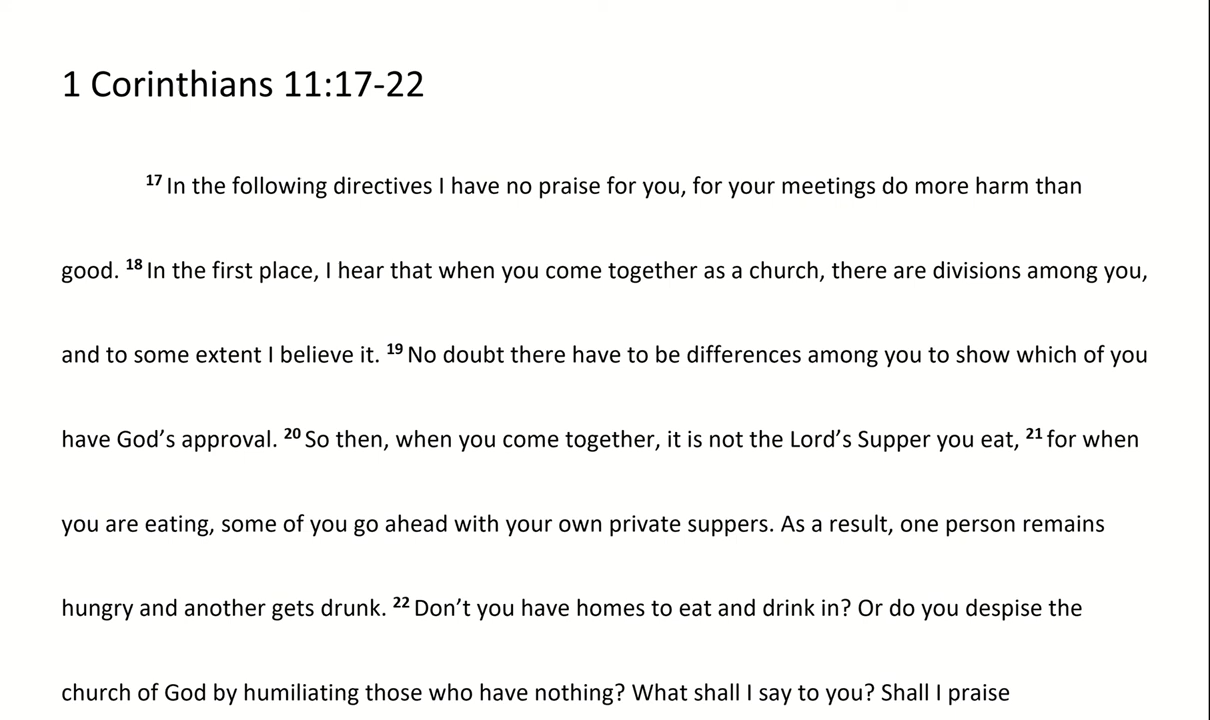 1 Corinthians 11:17-22
17 In the following directives I have no praise for you, for your meetings do more harm than
good. 18 In the first place, I hear that when you come together as a church, there are divisions among you,
and to some extent I believe it. 19 No doubt there have to be differences among you to show which of you
have God’s approval. 20 So then, when you come together, it is not the Lord’s Supper you eat, 21 for when
you are eating, some of you go ahead with your own private suppers. As a result, one person remains
hungry and another gets drunk. 22 Don’t you have homes to eat and drink in? Or do you despise the
church of God by humiliating those who have nothing? What shall I say to you? Shall I praise